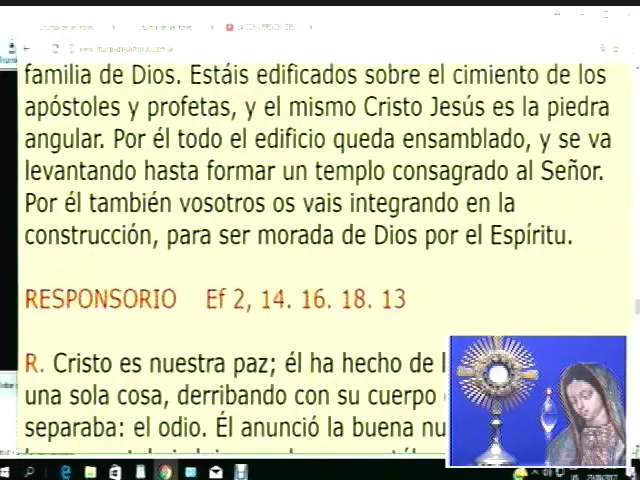 familia de Dios. Estáis edificados sobre el cimiento de los
apóstoles y profetas, y el mismo Cristo Jesús es la piedra
angular. Por él todo el edificio queda ensamblado, y se va
levantando hasta formar un templo consagrado al Señor.
Por él también vosotros os vais integrando en la
construcción, para ser morada de Dios por el Espíritu.
RESPONSORIO Ef 2, 14. 16. 18. 13
R. Cristo es nuestra paz; él ha hecho de
una sola cosa, derribando con su cuerpo
separaba: el odio. Él anunció la buena